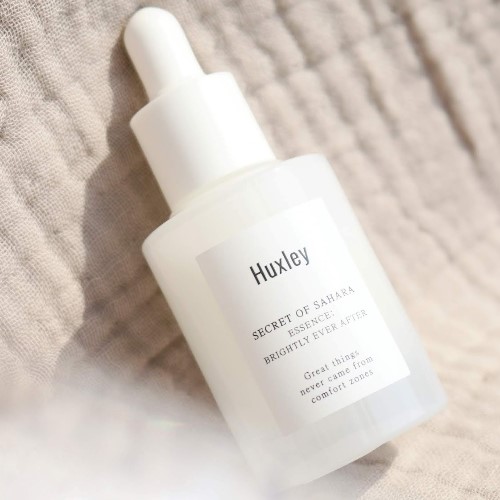 Huxley
SECRET OF SAHARA
ESSENCE;
BRIGHTLY EVER AFTER
Great things
never came from
comfort zones